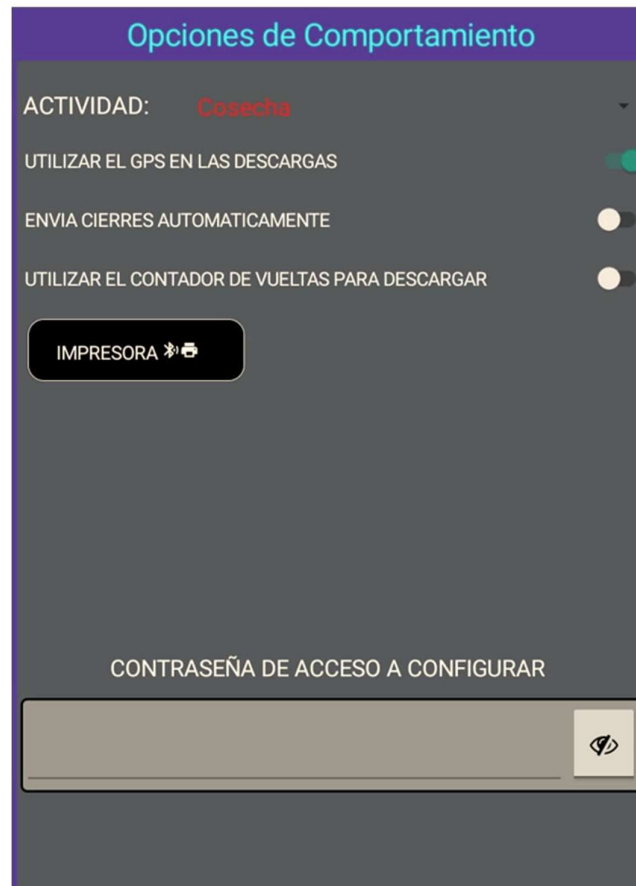 Opciones de Comportamiento
ACTIVIDAD: Cosecha
UTILIZAR EL GPS EN LAS DESCARGAS
ENVIA CIERRES AUTOMATICAMENTE
UTILIZAR EL CONTADOR DE VUELTAS PARA DESCARGAR
IMPRESORA
CONTRASEÑA DE ACCESO A CONFIGURAR